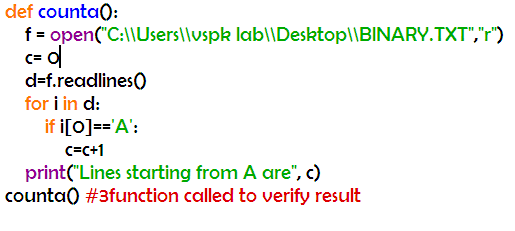 def counta():
f = open("C:\\Users\\vspk lab\\Desktop\\BINARY.TXT","r")
c= 0
d=f.readlines()
for i in d:
if i[0]=='A':
c=c+1
print("Lines starting from A are", c)
counta() #3function called to verify result